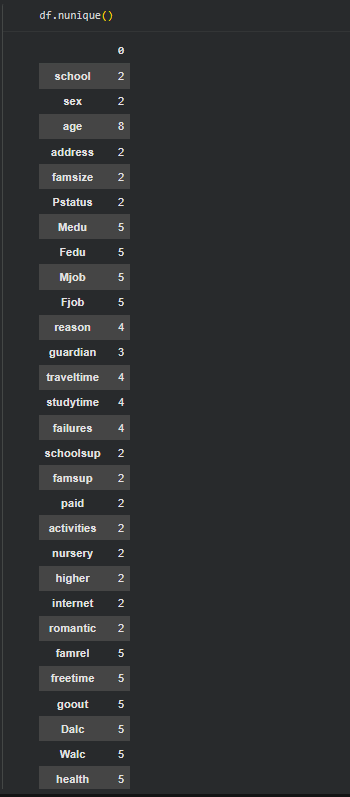 df.nunique()
0
school 2
sex 2
age 8
address 2
famsize 2
Pstatus 2
Medu 5
Fedu 5
Mjob 5
Fjob 5
reason 4
guardian 3
traveltime 4
studytime 4
failures 4
schoolsup 2
famsup 2
paid 2
activities 2
nursery 2
higher 2
internet 2
romantic 2
famrel 5
freetime 5
goout 5
Dalc 5
Walc 5
health 5